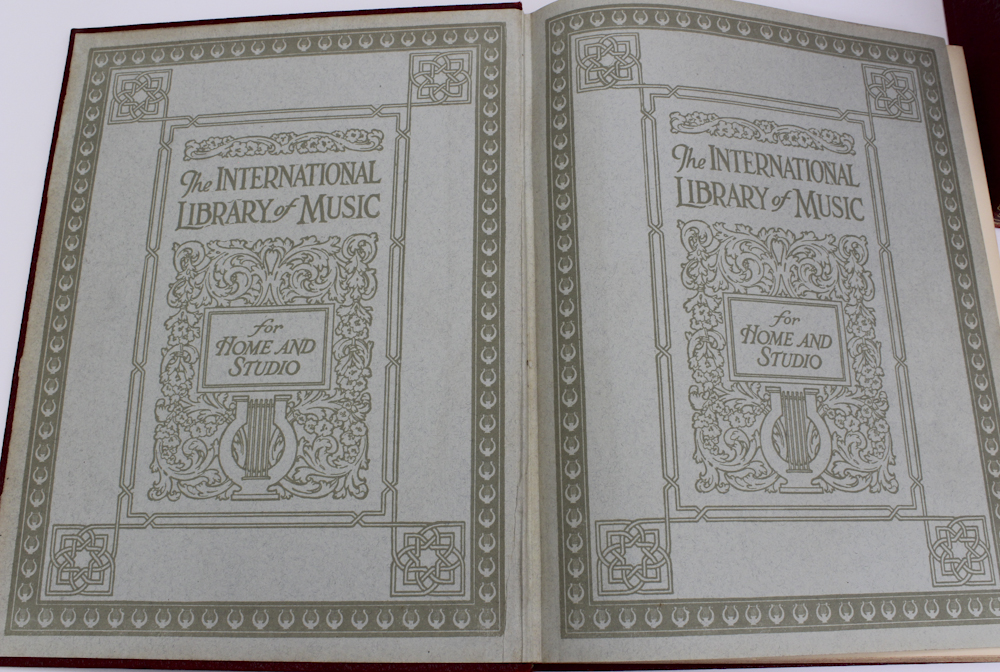 The INTERNATIONAL
LIBRARY of MUSIC
for
HOME AND
STUDIO
The INTERNATIONAL
LIBRARY of MUSIC
for
HOME AND
STUDIO